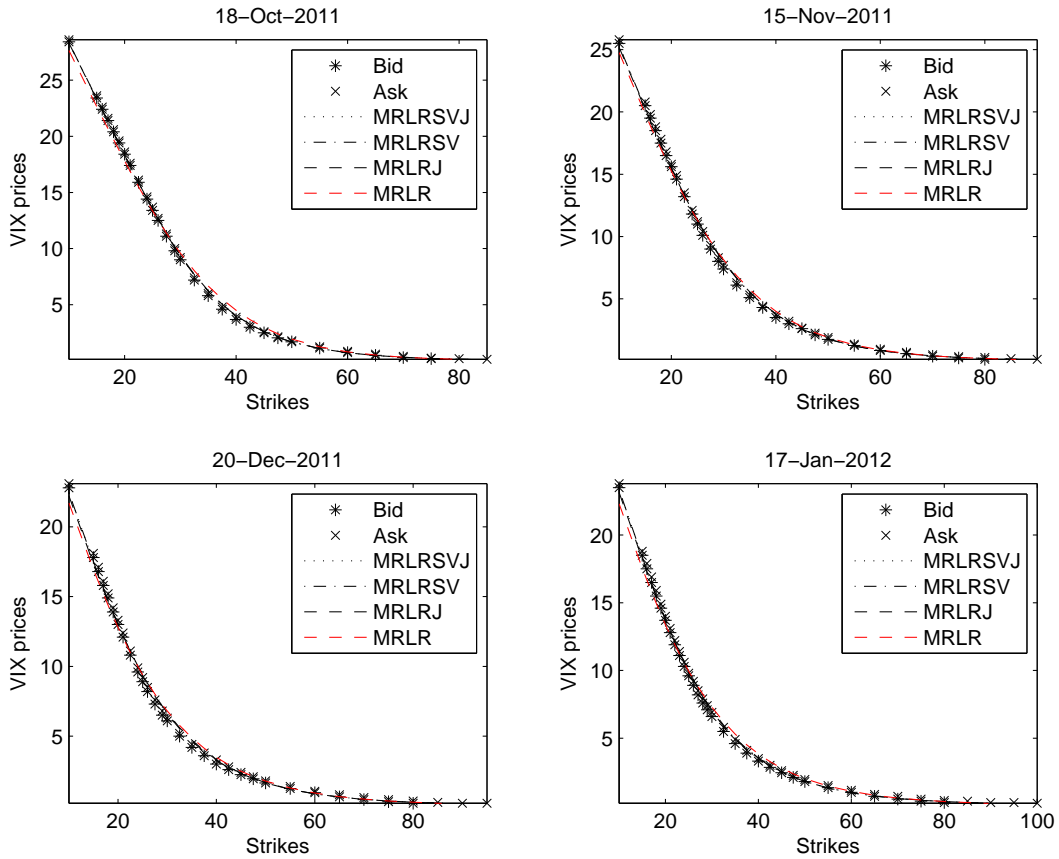 18−Oct−2011
VIX prices
25
20
15
10
5
20
40
60
80
Strikes
Bid
Ask
MRLRSVJ
MRLRSV
MRLRJ
MRLR
15−Nov−2011
VIX prices
25
20
15
10
5
20
40
60
80
Strikes
Bid
Ask
MRLRSVJ
MRLRSV
MRLRJ
MRLR
20−Dec−2011
VIX prices
20
15
10
5
20
40
60
80
Strikes
Bid
Ask
MRLRSVJ
MRLRSV
MRLRJ
MRLR
17−Jan−2012
VIX prices
20
15
10
5
20
40
60
80
100
Strikes
Bid
Ask
MRLRSVJ
MRLRSV
MRLRJ
MRLR